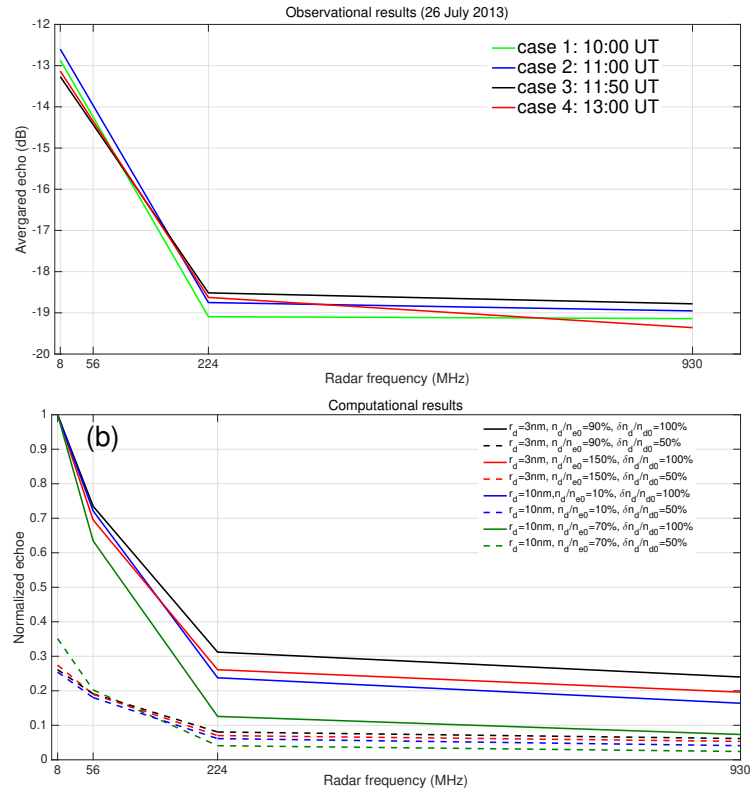 Observational results (26 July 2013)
-12
-13
-14
-15
-16
-17
-18
-19
-20
Avergared echo (dB)
case 1: 10:00 UT
case 2: 11:00 UT
case 3: 11:50 UT
case 4: 13:00 UT
8
56
224
930
Radar frequency (MHz)
Computational results
(b)
1
0.9
0.8
0.7
0.6
0.5
0.4
0.3
0.2
0.1
0
Normalized echoe
r_d=3nm, n_d/n_e0=90%, δn_d/n_d0=100%
r_d=3nm, n_d/n_e0=90%, δn_d/n_d0=50%
r_d=3nm, n_d/n_e0=150%, δn_d/n_d0=100%
r_d=3nm, n_d/n_e0=150%, δn_d/n_d0=50%
r_d=10nm,n_d/n_e0=10%, δn_d/n_d0=100%
r_d=10nm, n_d/n_e0=10%, δn_d/n_d0=50%
r_d=10nm, n_d/n_e0=70%, δn_d/n_d0=100%
r_d=10nm, n_d/n_e0=70%, δn_d/n_d0=50%
8
56
224
930
Radar frequency (MHz)